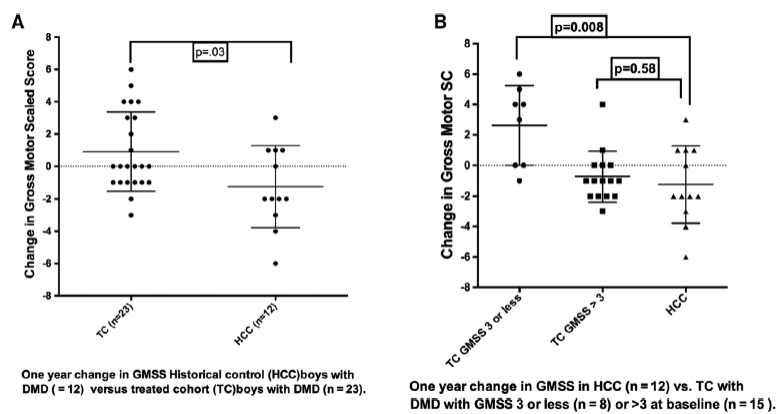 A
p=.03
Change in Gross Motor Scaled Score
8
6
4
2
0
-2
-4
-6
-8
TC (n=23)
HCC (n=12)
One year change in GMSS Historical control (HCC)boys with
DMD ( = 12) versus treated cohort (TC)boys with DMD (n = 23).
B
p=0.008
p=0.58
Change in Gross Motor SC
8
6
4
2
0
-2
-4
-6
-8
TC GMSS 3 or less
TC GMSS > 3
HCC
One year change in GMSS in HCC (n = 12) vs. TC with
DMD with GMSS 3 or less (n = 8) or >3 at baseline (n = 15 ).